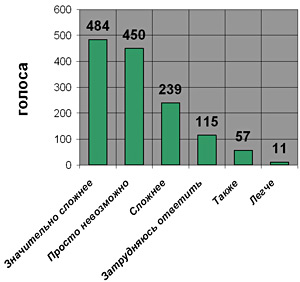 голоса
600
500
400
300
200
100
0
484
450
239
115
57
11
Значительно сложнее
Просто невозможно
Сложнее
Затрудняюсь ответить
Также
Легче